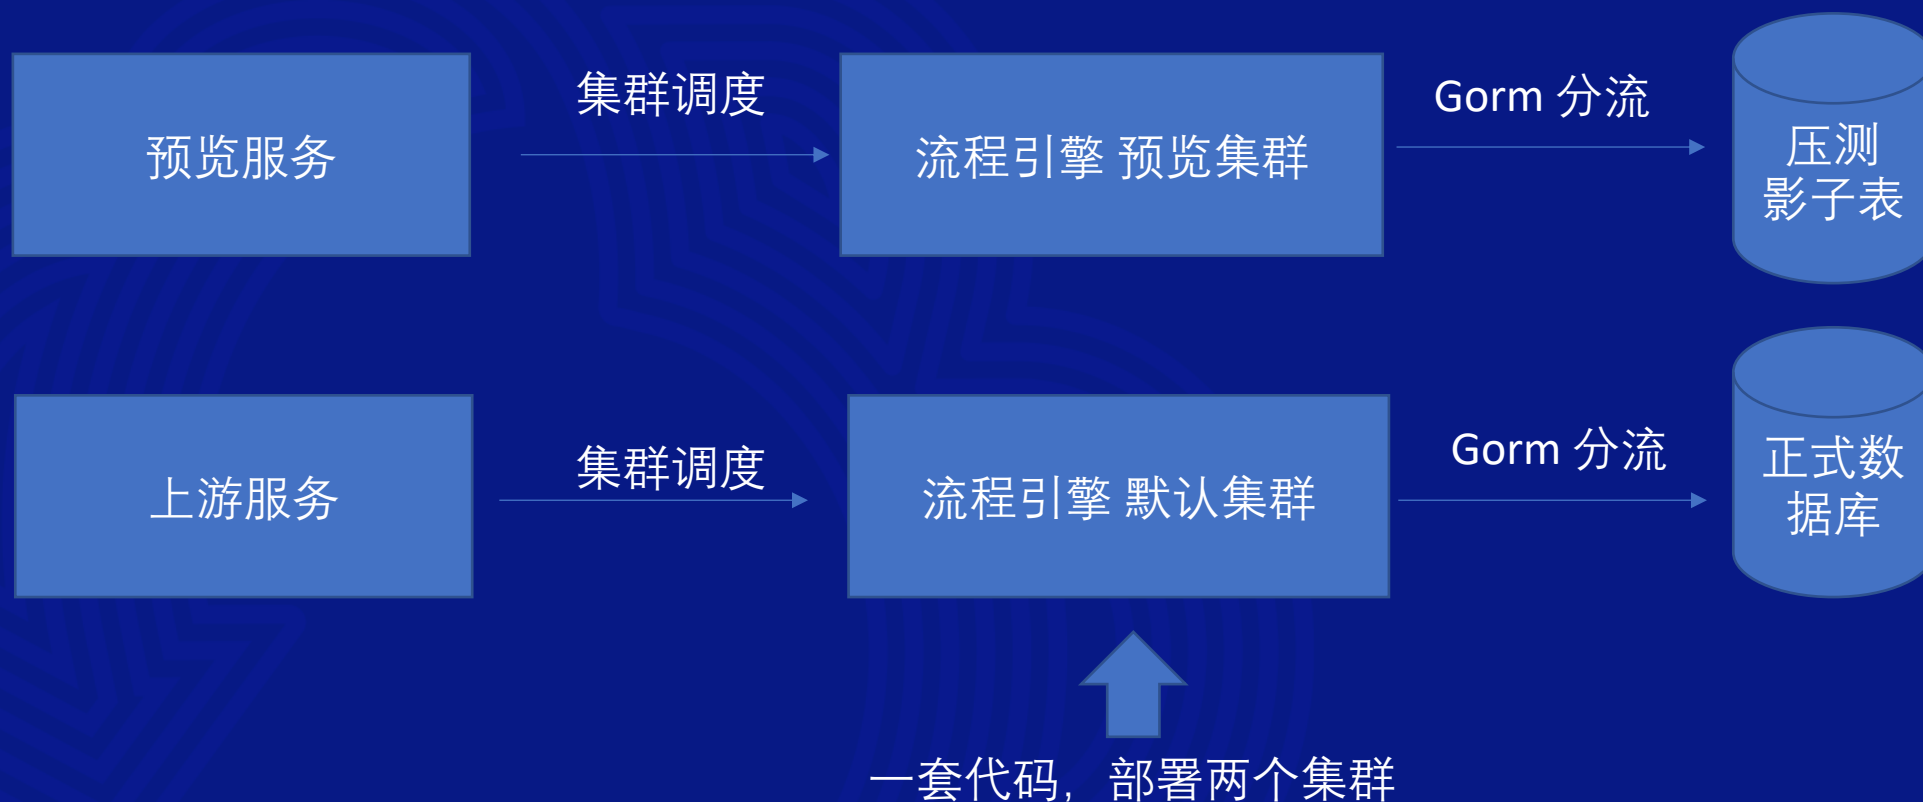 预览服务
集群调度
流程引擎 预览集群
Gorm 分流
压测
影子表
上游服务
集群调度
流程引擎 默认集群
Gorm 分流
正式数
据库
一套代码，部署两个集群